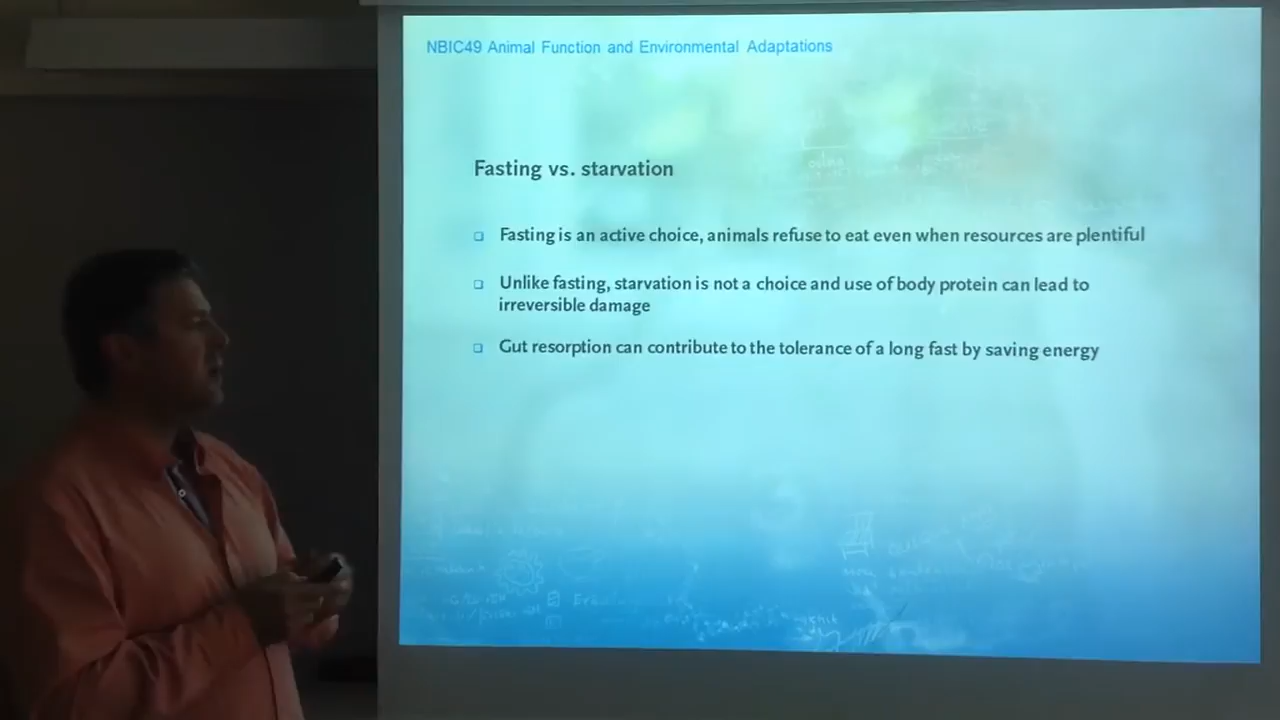 NBIC49 Animal Function and Environmental Adaptations
Fasting vs. starvation
Fasting is an active choice, animals refuse to eat even when resources are plentiful
Unlike fasting, starvation is not a choice and use of body protein can lead to
irreversible damage
Gut resorption can contribute to the tolerance of a long fast by saving energy